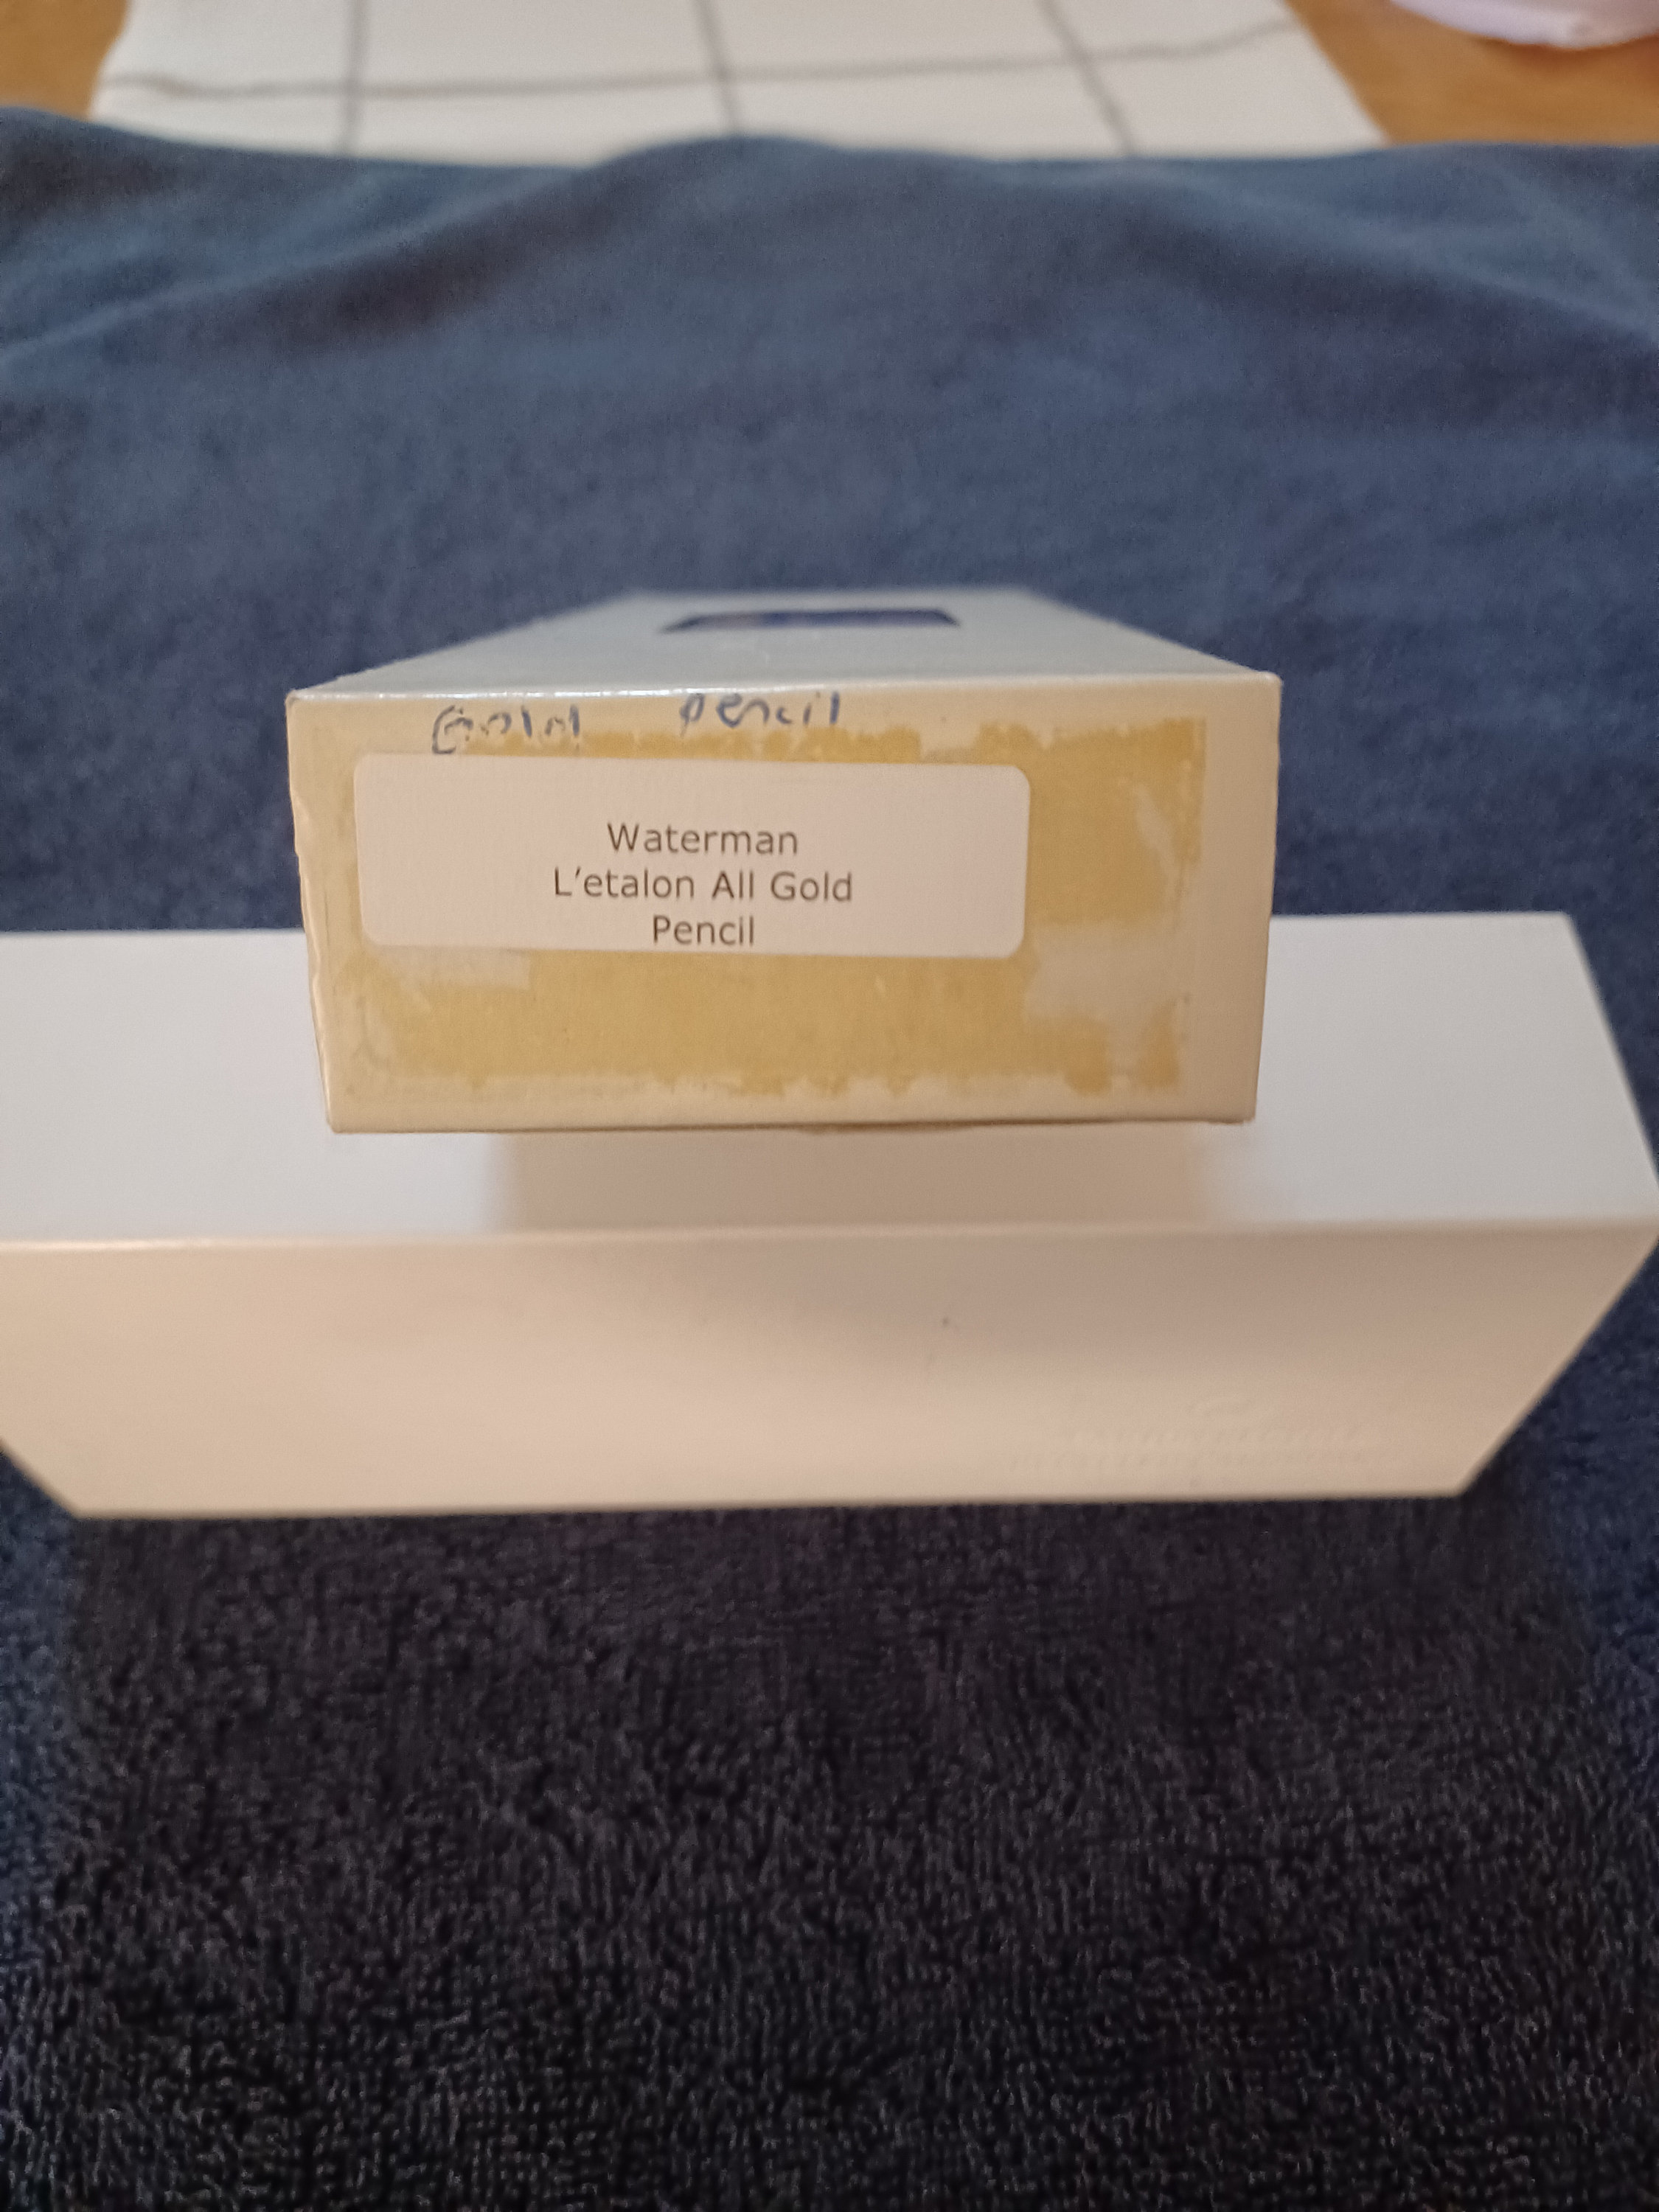 Gold Pencil
Waterman
L'etalon All Gold
Pencil